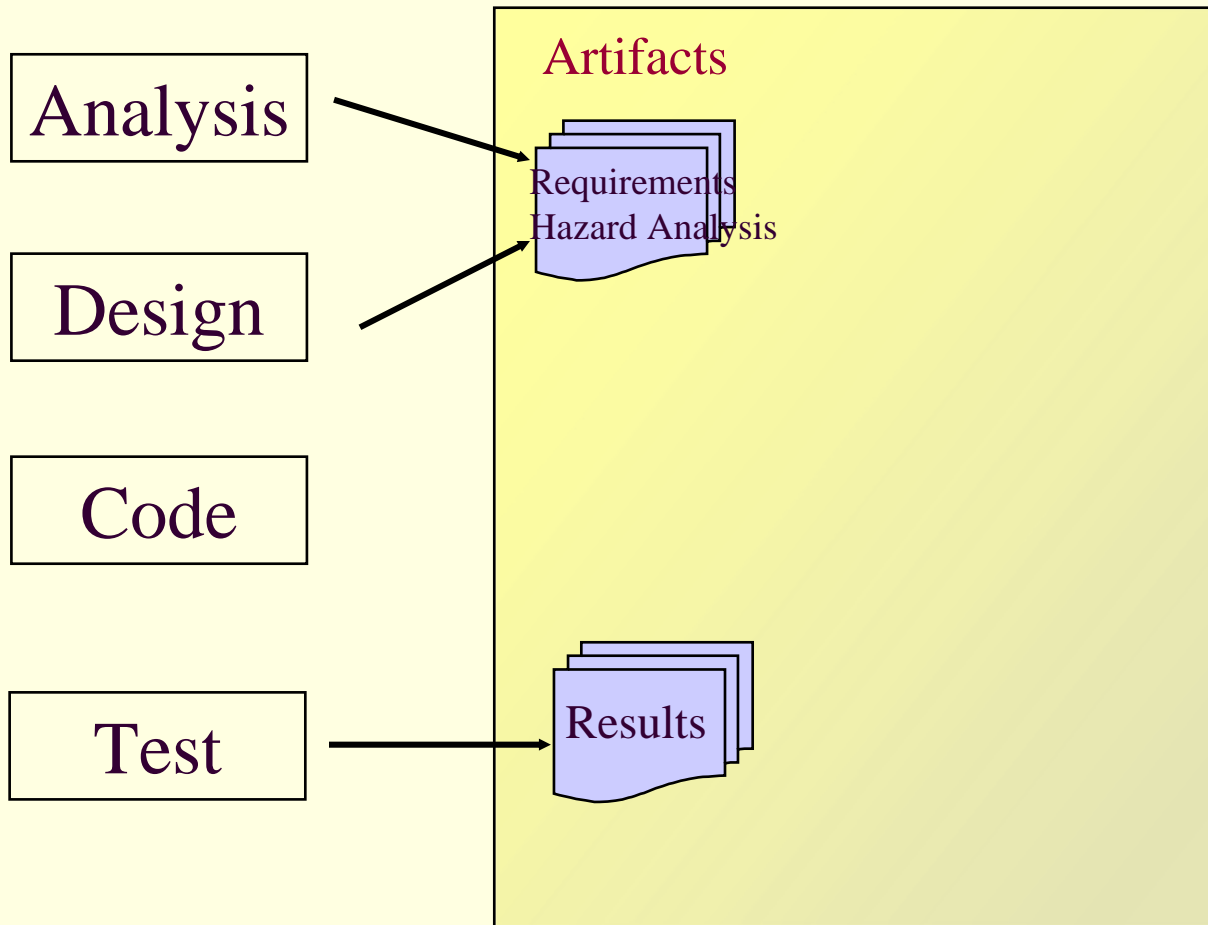 Artifacts
Analysis
Requirements
Hazard Analysis
Design
Code
Results
Test